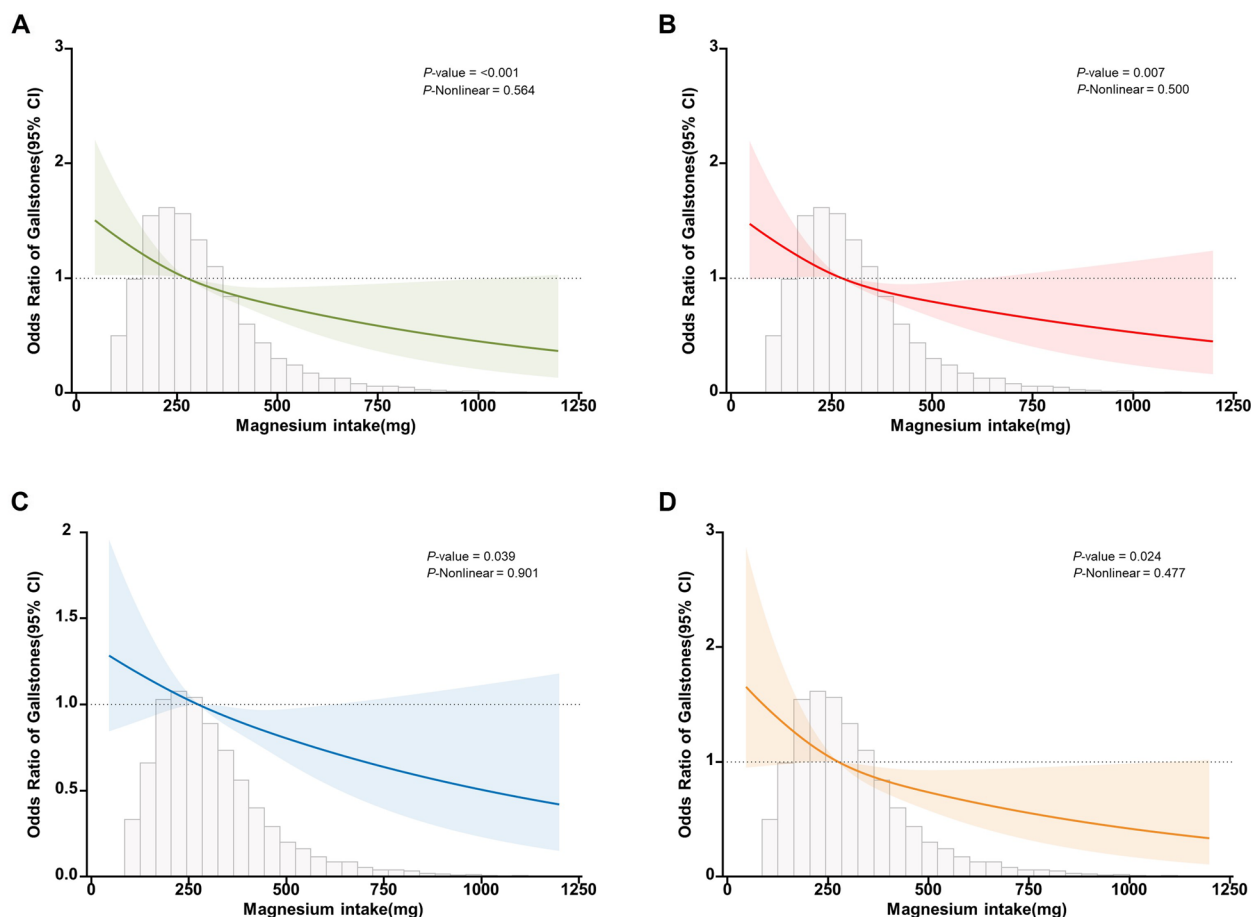 A
P-value = <0.001
P-Nonlinear = 0.564
Odds Ratio of Gallstones(95% CI)
3
2
1
0
0 250 500 750 1000 1250
Magnesium intake(mg)
B
P-value = 0.007
P-Nonlinear = 0.500
Odds Ratio of Gallstones(95% CI)
3
2
1
0
0 250 500 750 1000 1250
Magnesium intake(mg)
C
P-value = 0.039
P-Nonlinear = 0.901
Odds Ratio of Gallstones(95% CI)
2
1.5
1.0
0.5
0.0
0 250 500 750 1000 1250
Magnesium intake(mg)
D
P-value = 0.024
P-Nonlinear = 0.477
Odds Ratio of Gallstones(95% CI)
3
2
1
0
0 250 500 750 1000 1250
Magnesium intake(mg)